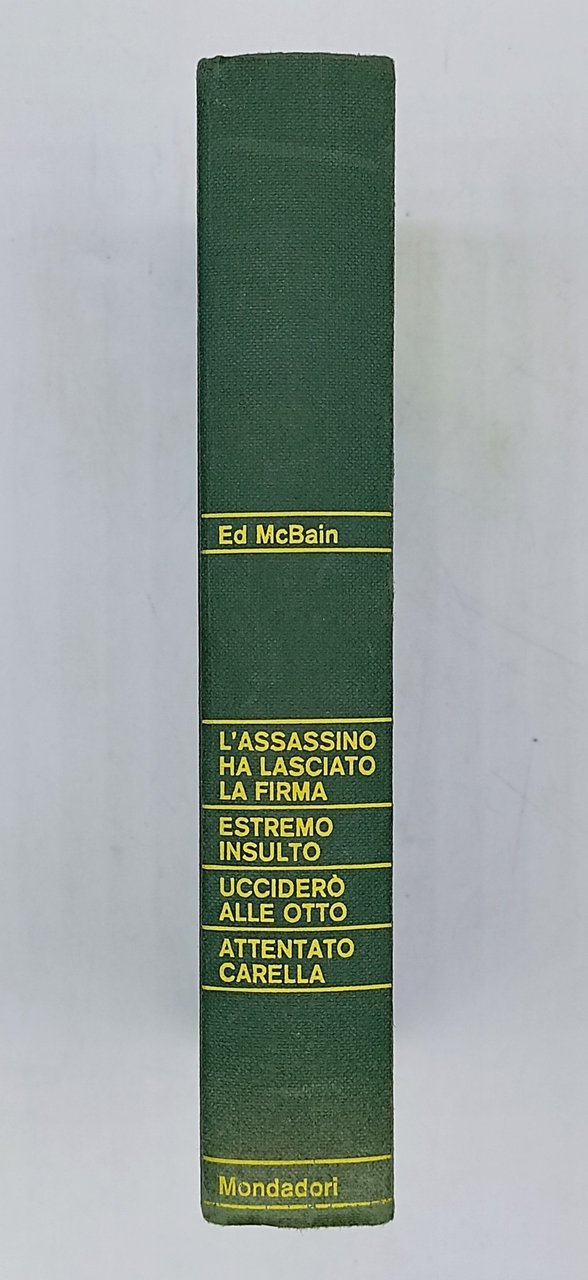 Ed McBain
L'ASSASSINO
HA LASCIATO
LA FIRMA
ESTREMO
INSULTO
UCCIDERÒ
ALLE OTTO
ATTENTATO
CARELLA
Mondadori